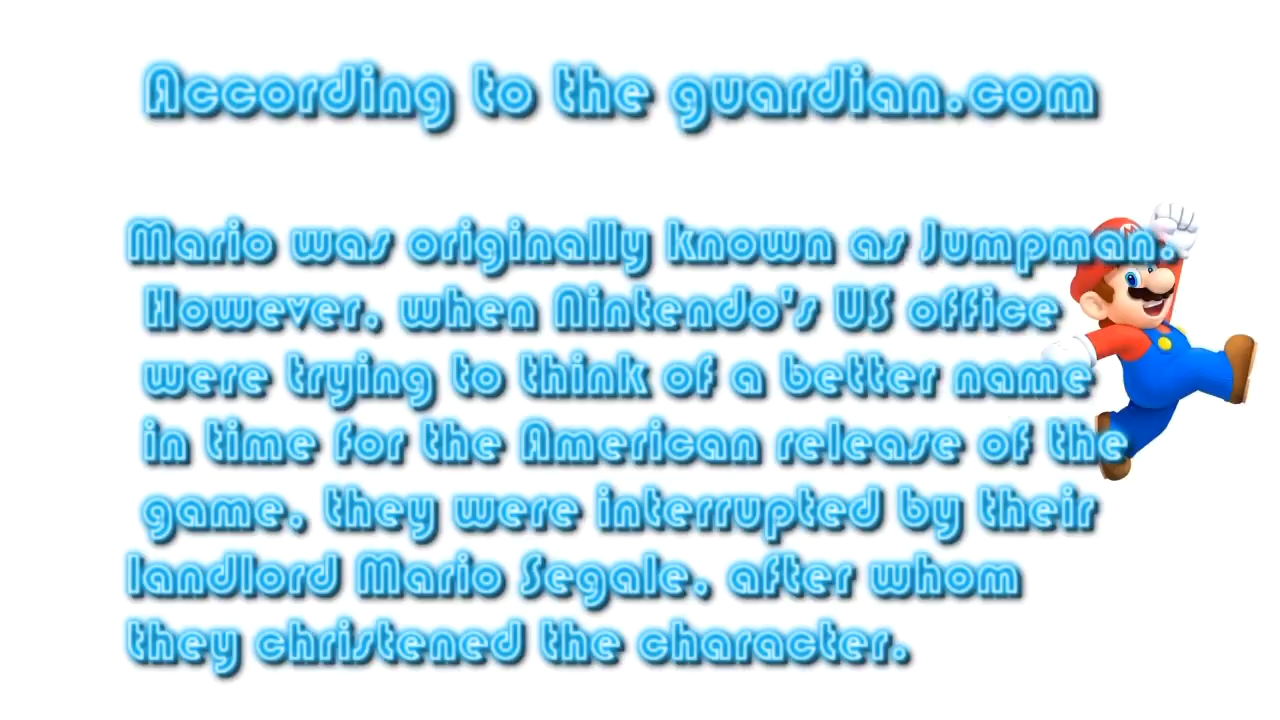 According to the guardian.com
Mario was originally known as Jumpman.
However, when Nintendo's US office
were trying to think of a better name
in time for the American release of the
game, they were interrupted by their
landlord Mario Segale, after whom
they christened the character.
M